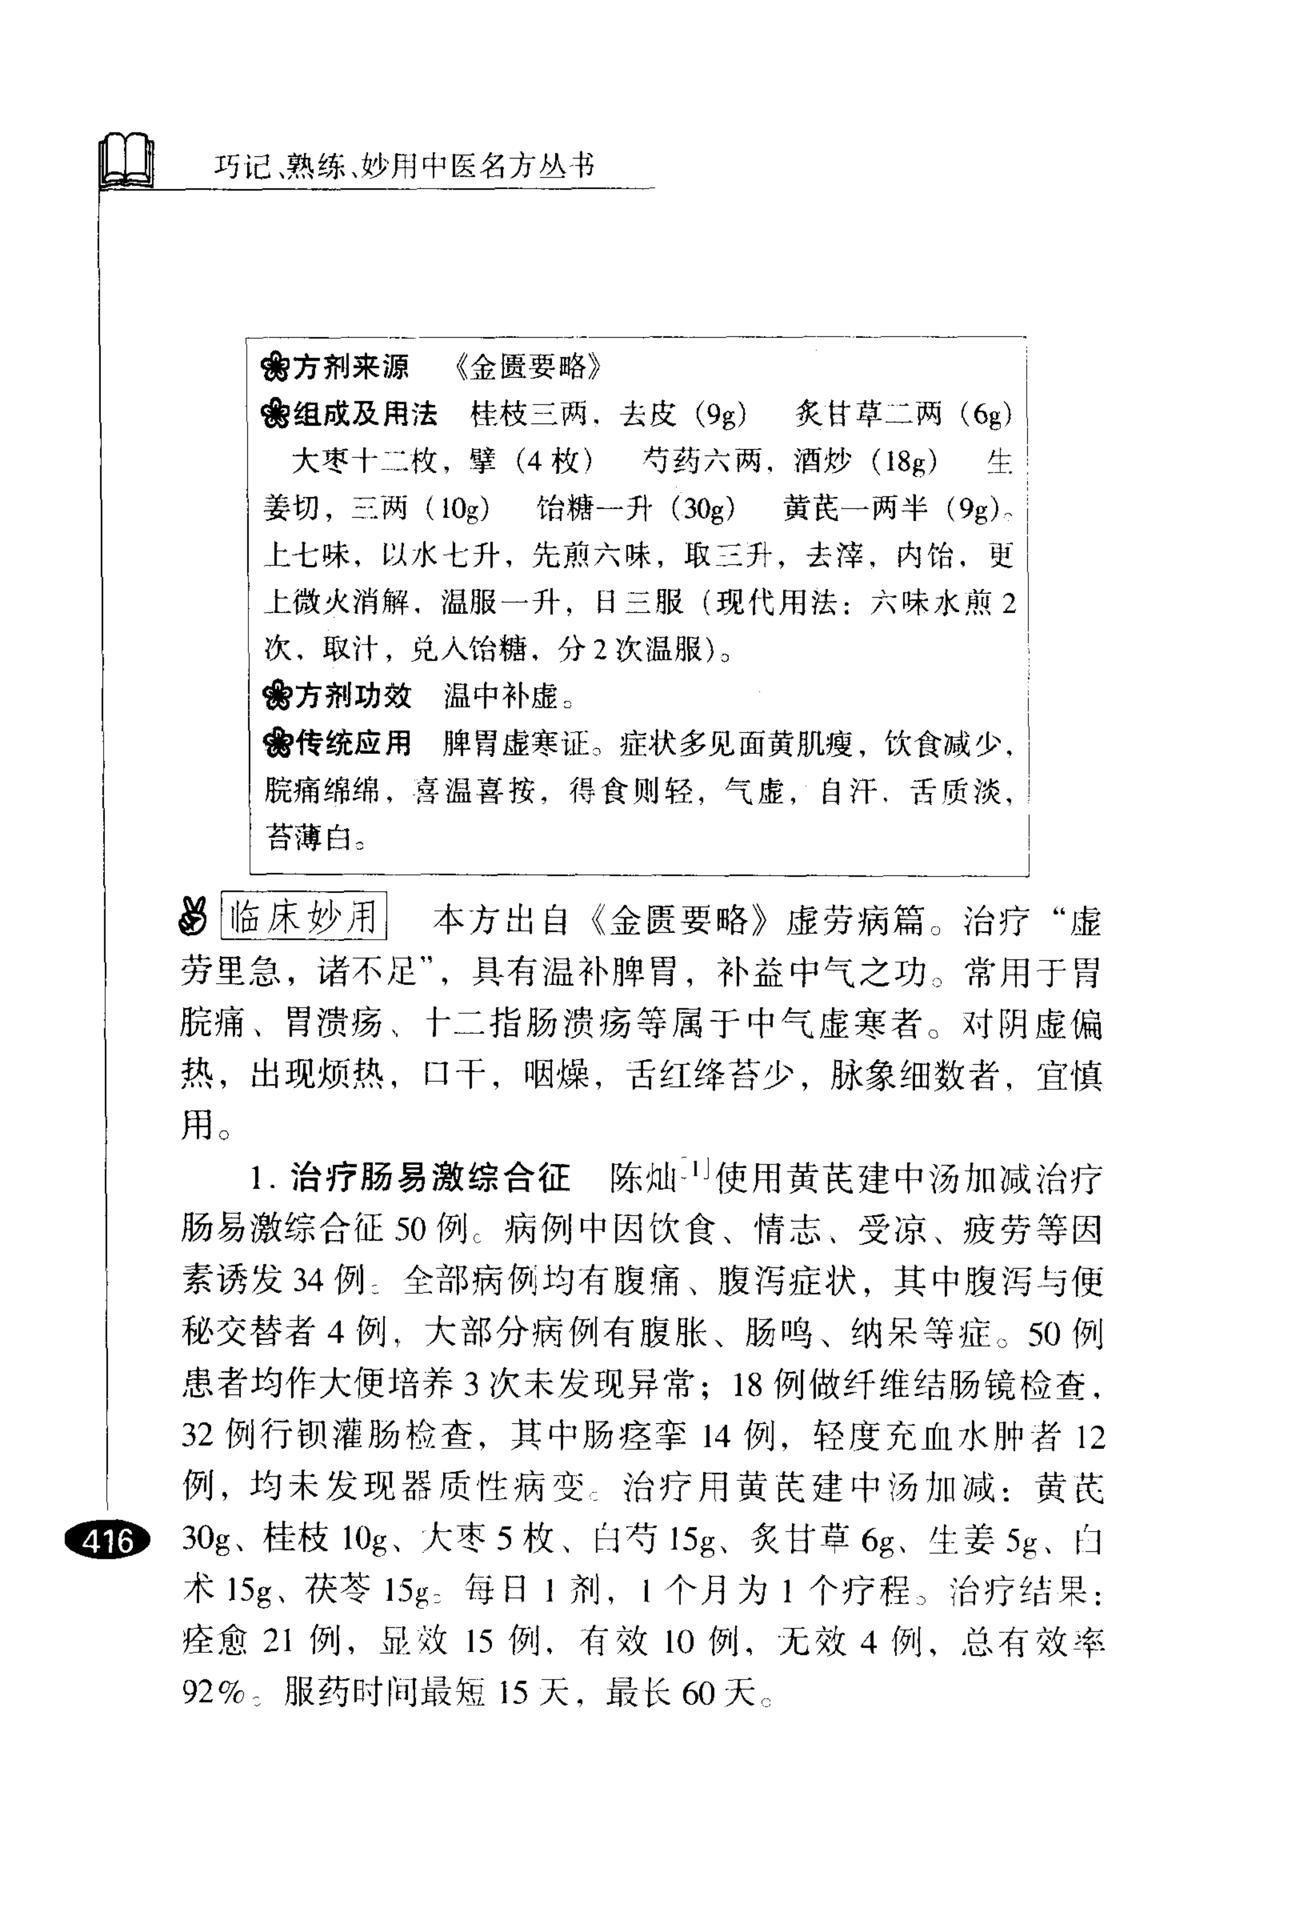 巧记、熟练、妙用中医名方丛书
方剂来源　《金匮要略》
组成及用法　桂枝三两，去皮（9g）　炙甘草二两（6g）
大枣十二枚，擘（4枚）　芍药六两，酒炒（18g）　生
姜切，三两（10g）　饴糖一升（30g）　黄芪一两半（9g）。
上七味，以水七升，先煎六味，取三升，去滓，内饴，更
上微火消解，温服一升，日三服（现代用法：六味水煎2
次，取汁，兑入饴糖，分2次温服）。
方剂功效　温中补虚。
传统应用　脾胃虚寒证。症状多见面黄肌瘦，饮食减少，
脘痛绵绵，喜温喜按，得食则轻，气虚，自汗，舌质淡，
苔薄白。
临床妙用　本方出自《金匮要略》虚劳病篇。治疗“虚
劳里急，诸不足”，具有温补脾胃，补益中气之功。常用于胃
脘痛、胃溃疡、十二指肠溃疡等属于中气虚寒者。对阴虚偏
热，出现烦热，口干，咽燥，舌红绛苔少，脉象细数者，宜慎
用。
1. 治疗肠易激综合征　陈灿[1]使用黄芪建中汤加减治疗
肠易激综合征50例。病例中因饮食、情志、受凉、疲劳等因
素诱发34例。全部病例均有腹痛、腹泻症状，其中腹泻与便
秘交替者4例，大部分病例有腹胀、肠鸣、纳呆等症。50例
患者均作大便培养3次未发现异常；18例做纤维结肠镜检查，
32例行钡灌肠检查，其中肠痉挛14例，轻度充血水肿者12
例，均未发现器质性病变。治疗用黄芪建中汤加减：黄芪
30g、桂枝10g、大枣5枚、白芍15g、炙甘草6g、生姜5g、白
术15g、茯苓15g。每日1剂，1个月为1个疗程。治疗结果：
痊愈21例，显效15例，有效10例，无效4例，总有效率
92%。服药时间最短15天，最长60天。
416